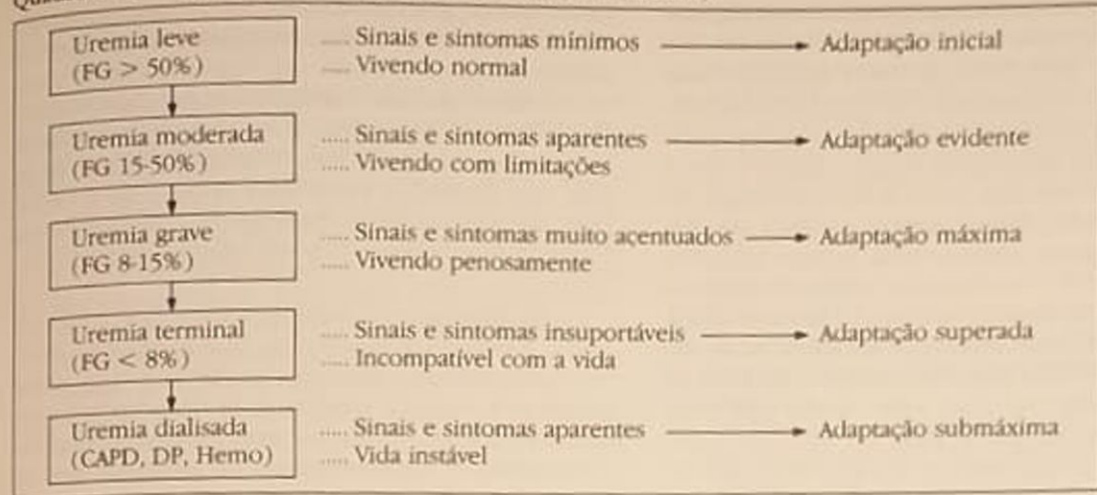 Uremia leve ..... Sinais e sintomas mínimos Adaptação inicial
(FG > 50%) ..... Vivendo normal
Uremia moderada ..... Sinais e sintomas aparentes Adaptação evidente
(FG 15-50%) ..... Vivendo com limitações
Uremia grave ..... Sinais e sintomas muito acentuados Adaptação máxima
(FG 8-15%) ..... Vivendo penosamente
Uremia terminal ..... Sinais e sintomas insuportáveis Adaptação superada
(FG < 8%) ..... Incompatível com a vida
Uremia dialisada ..... Sinais e sintomas aparentes Adaptação submáxima
(CAPD, DP, Hemo) ..... Vida instável